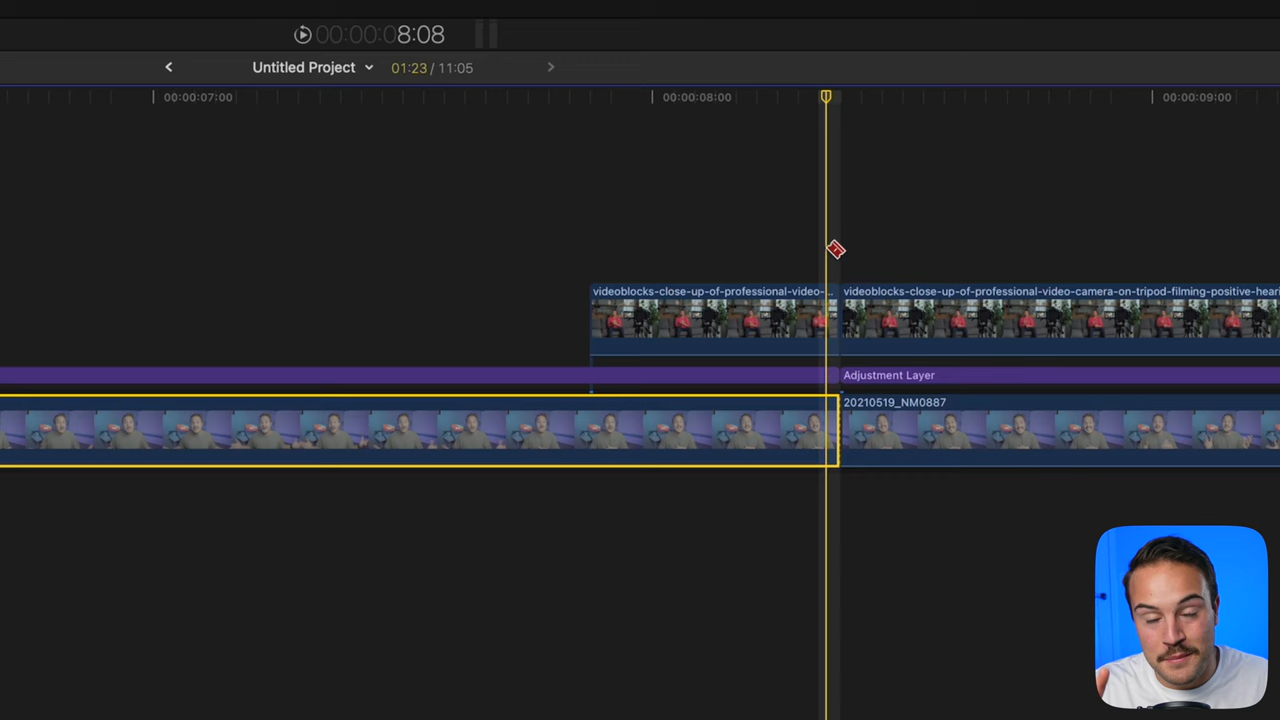 00:00:08:08
Untitled Project 01:23 / 11:05
00:00:07:00 00:00:08:00 00:00:09:00
videoblocks-close-up-of-professional-video-... videoblocks-close-up-of-professional-video-camera-on-tripod-filming-positive-heari
Adjustment Layer
20210519_NM0887